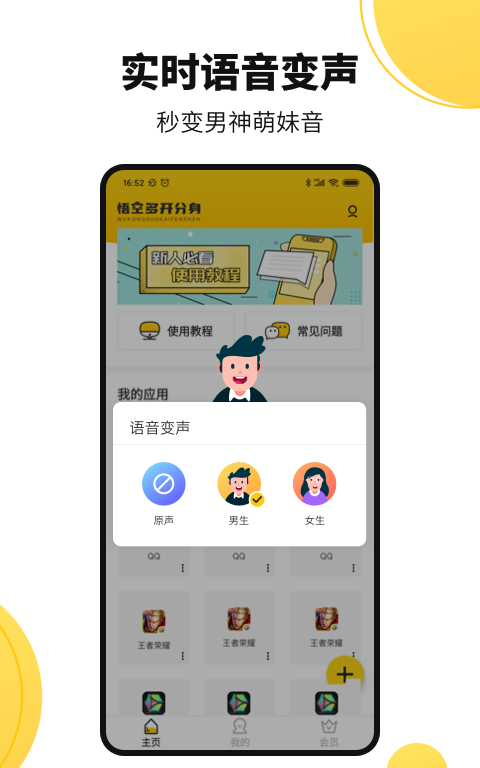 实时语音变声
秒变男神萌妹音
16:52
悟空多开分身
WUKONGDUOKAIFENSHEN
新人必看
使用教程
使用教程
常见问题
我的应用
语音变声
原声
男生
女生
QQ
QQ
QQ
王者荣耀
王者荣耀
王者荣耀
主页
我的
会员